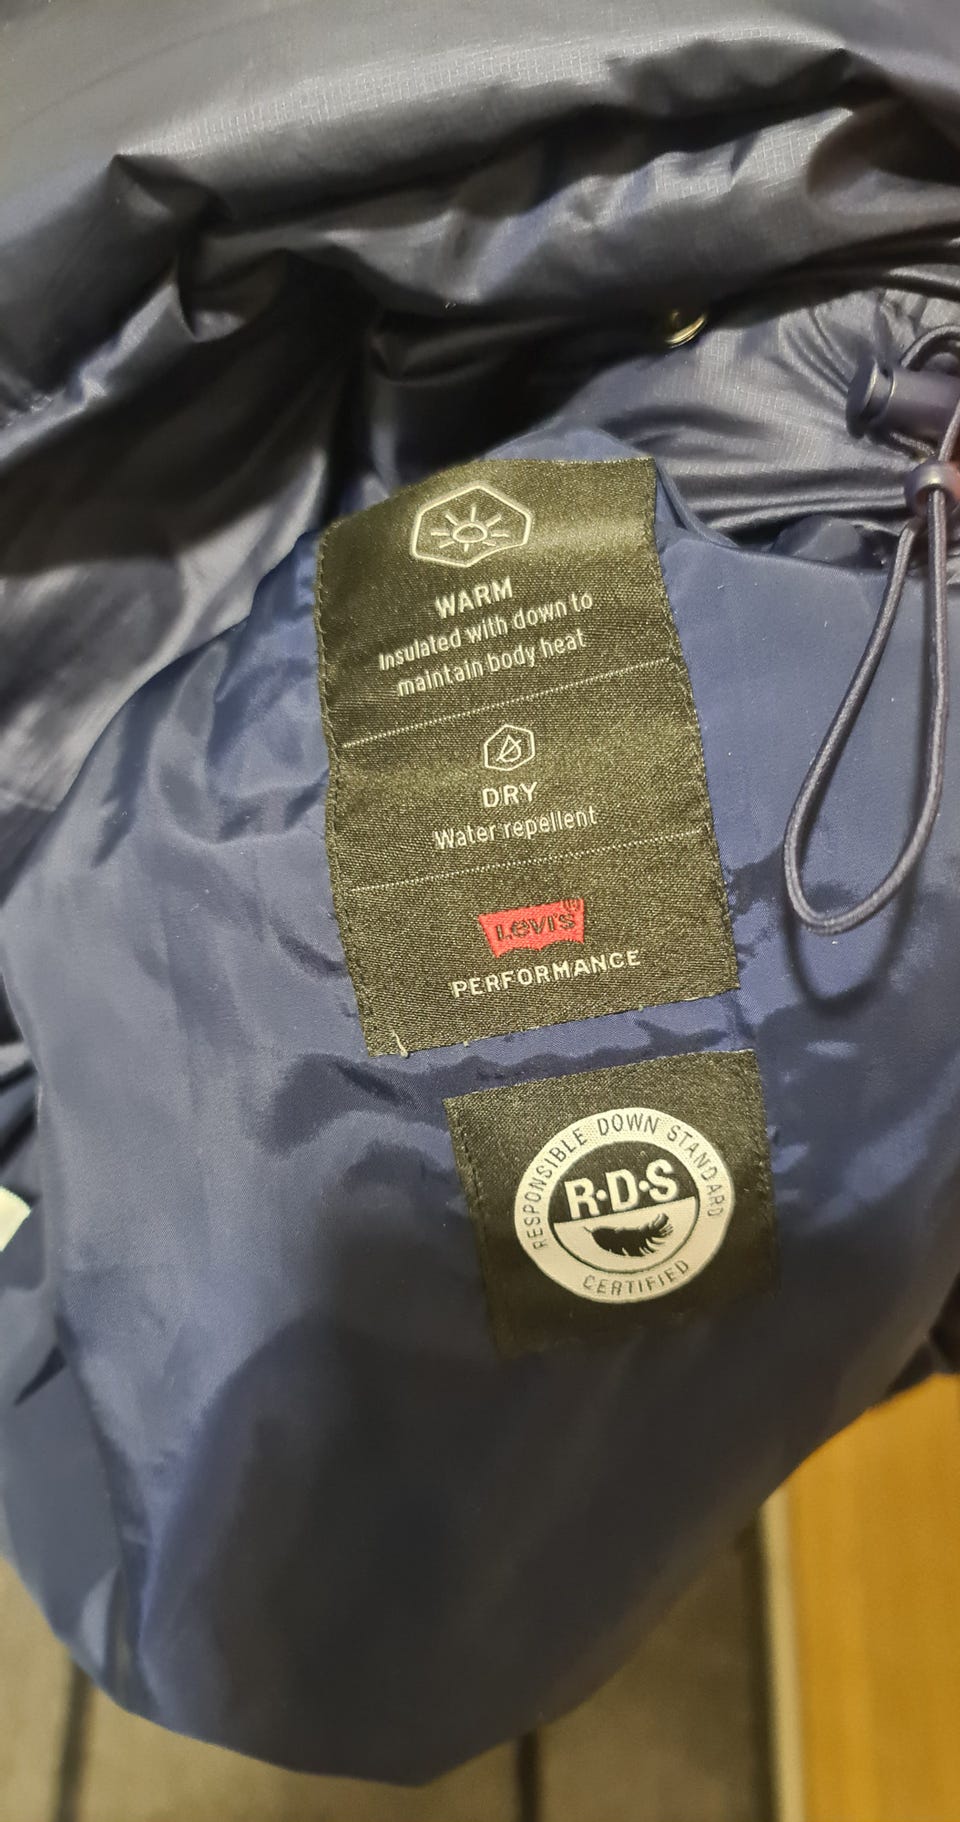 WARM
Insulated with down to
maintain body heat
DRY
Water repellent
Levi's®
PERFORMANCE
RESPONSIBLE DOWN STANDARD
R·D·S
CERTIFIED